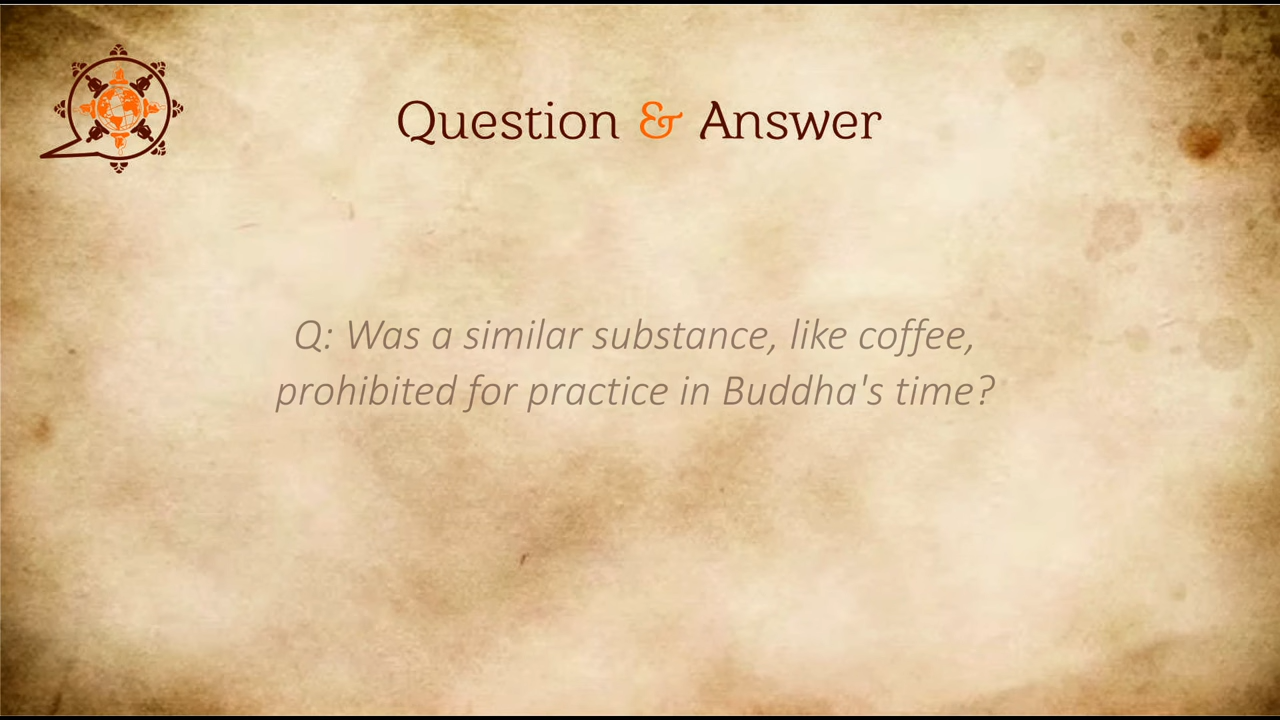 Question & Answer
Q: Was a similar substance, like coffee,
prohibited for practice in Buddha's time?